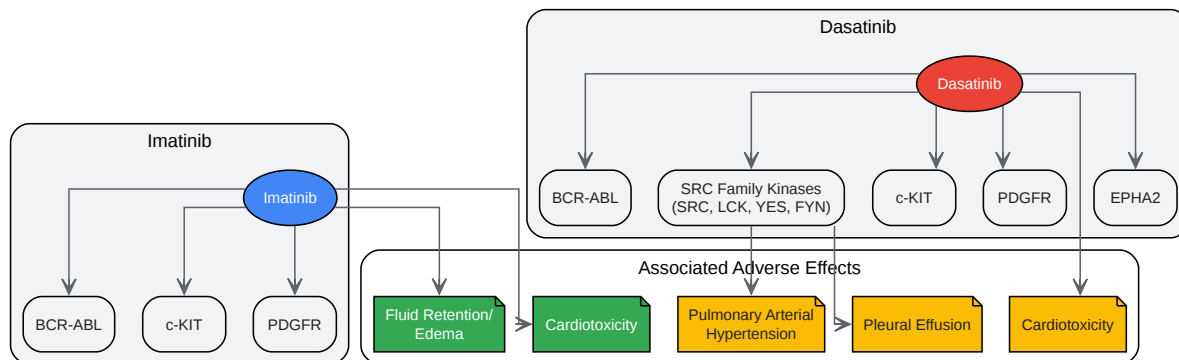 Dasatinib
Dasatinib
BCR-ABL
SRC Family Kinases
(SRC, LCK, YES, FYN)
c-KIT
PDGFR
EPHA2
Imatinib
Imatinib
BCR-ABL
c-KIT
PDGFR
Associated Adverse Effects
Fluid Retention/
Edema
Cardiotoxicity
Pulmonary Arterial
Hypertension
Pleural Effusion
Cardiotoxicity